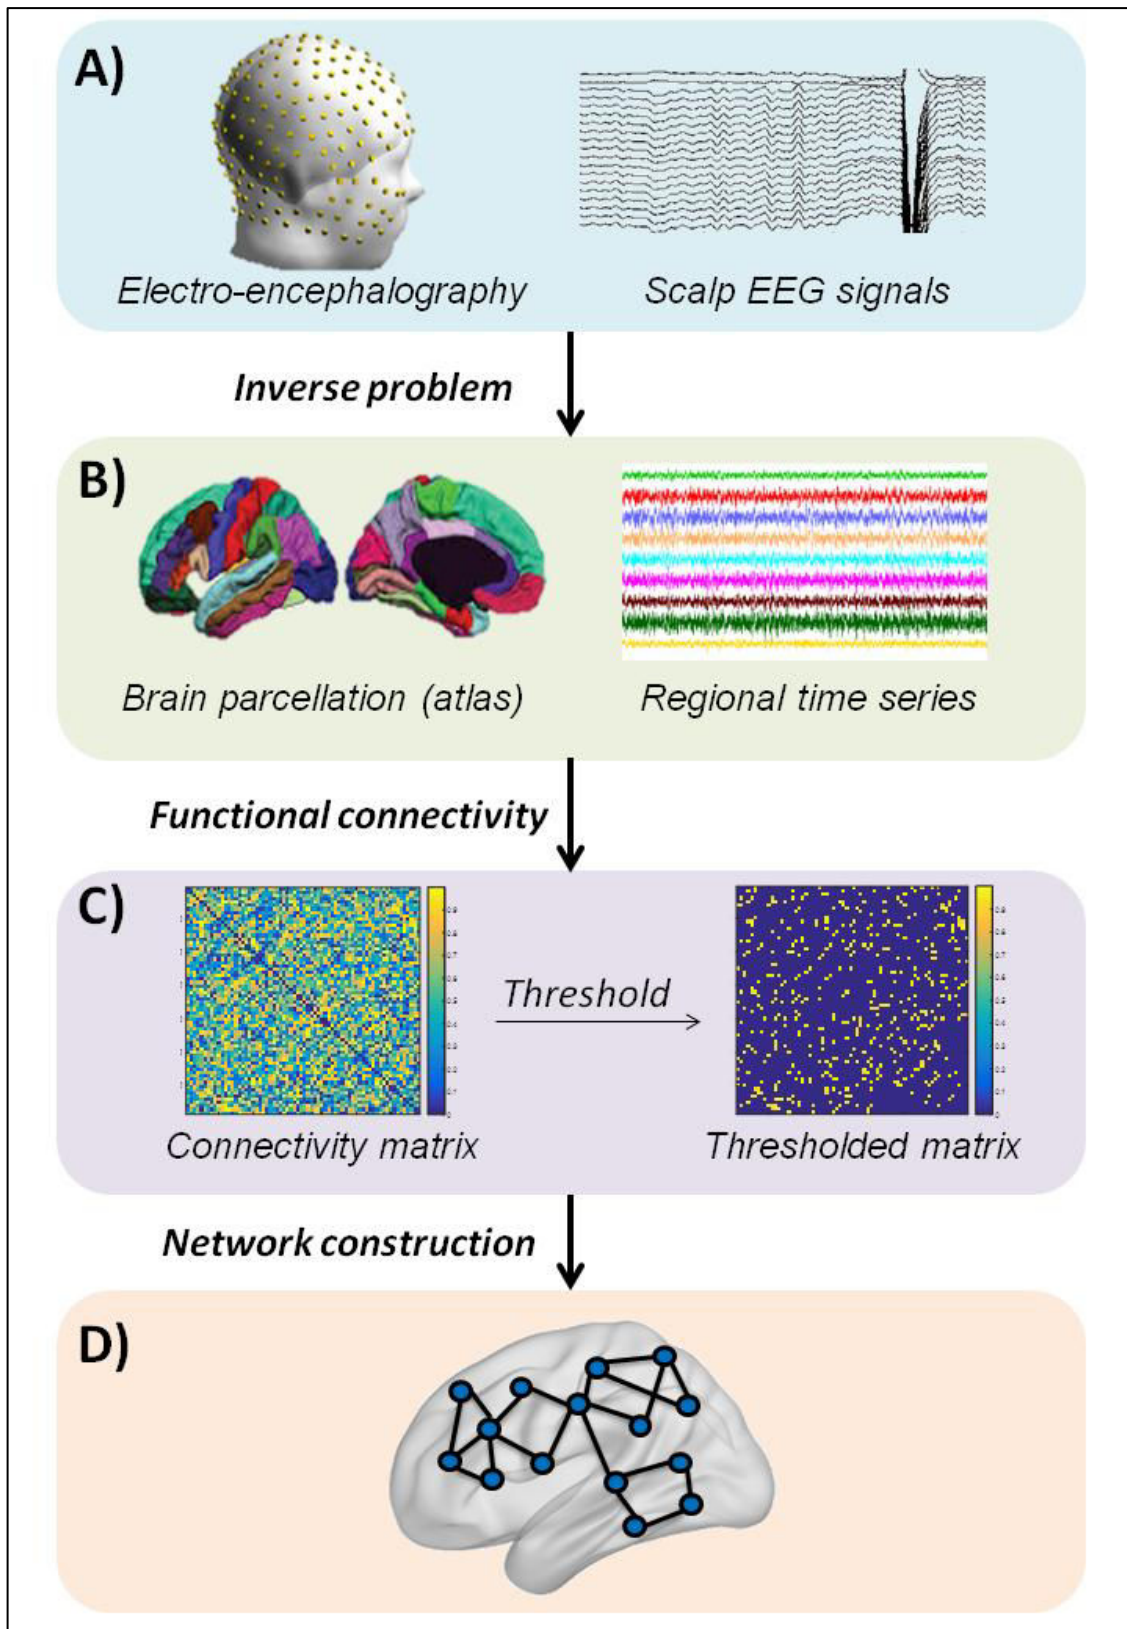 A)
Electro-encephalography
Scalp EEG signals
Inverse problem
B)
Brain parcellation (atlas)
Regional time series
Functional connectivity
C)
Threshold
Connectivity matrix
Thresholded matrix
Network construction
D)